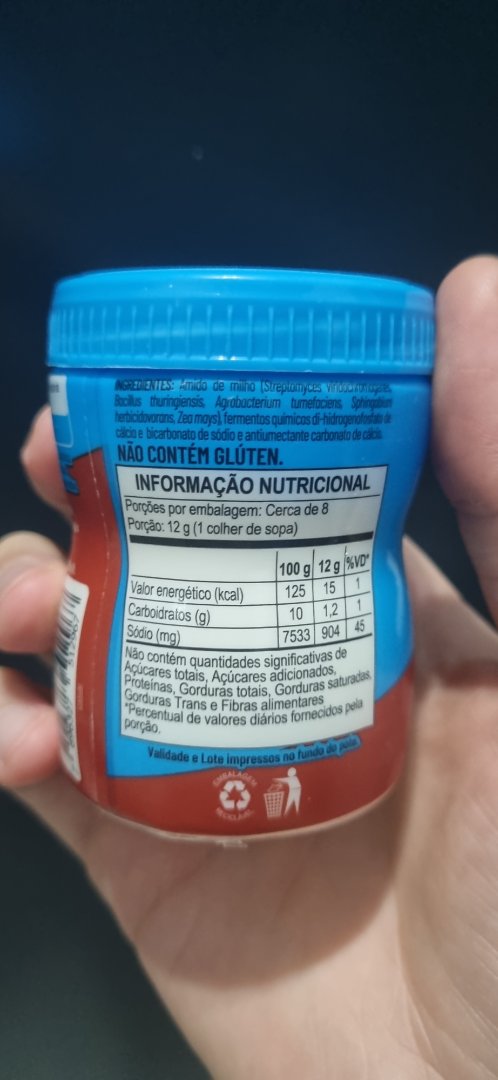 INGREDIENTES: Amido de milho (Streptomyces viridochromogenes,
Bacillus thuringiensis, Agrobacterium tumefaciens, Sphingobium
herbicidovorans, Zea mays), fermentos químicos di-hidrogenofosfato de
cálcio e bicarbonato de sódio e antiumectante carbonato de cálcio.
NÃO CONTÉM GLÚTEN.
INFORMAÇÃO NUTRICIONAL
Porções por embalagem: Cerca de 8
Porção: 12 g (1 colher de sopa)
100 g 12 g %VD*
Valor energético (kcal) 125 15 1
Carboidratos (g) 10 1,2 1
Sódio (mg) 7533 904 45
Não contém quantidades significativas de
Açúcares totais, Açúcares adicionados,
Proteínas, Gorduras totais, Gorduras saturadas,
Gorduras Trans e Fibras alimentares
*Percentual de valores diários fornecidos pela
porção.
Validade e Lote impressos no fundo do pote
EMBALAGEM
RECICLÁVEL